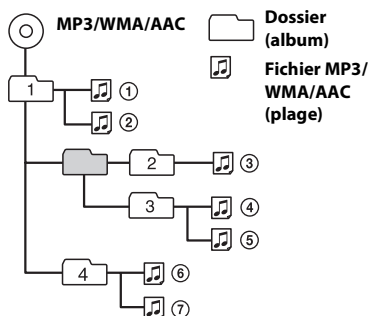 MP3/WMA/AAC
Dossier
(album)
Fichier MP3/
WMA/AAC
(plage)
1
①
②
2
③
3
④
⑤
4
⑥
⑦